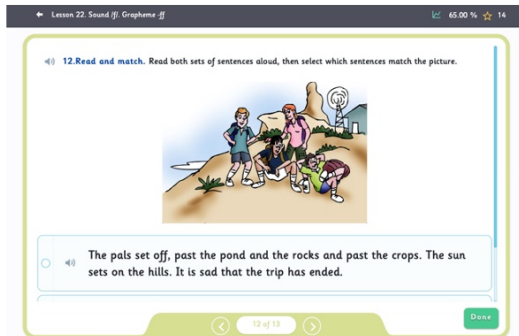 Lesson 22. Sound /f/. Grapheme -ff
65.00 % 14
12.Read and match. Read both sets of sentences aloud, then select which sentences match the picture.
The pals set off, past the pond and the rocks and past the crops. The sun
sets on the hills. It is sad that the trip has ended.
12 of 13
Done